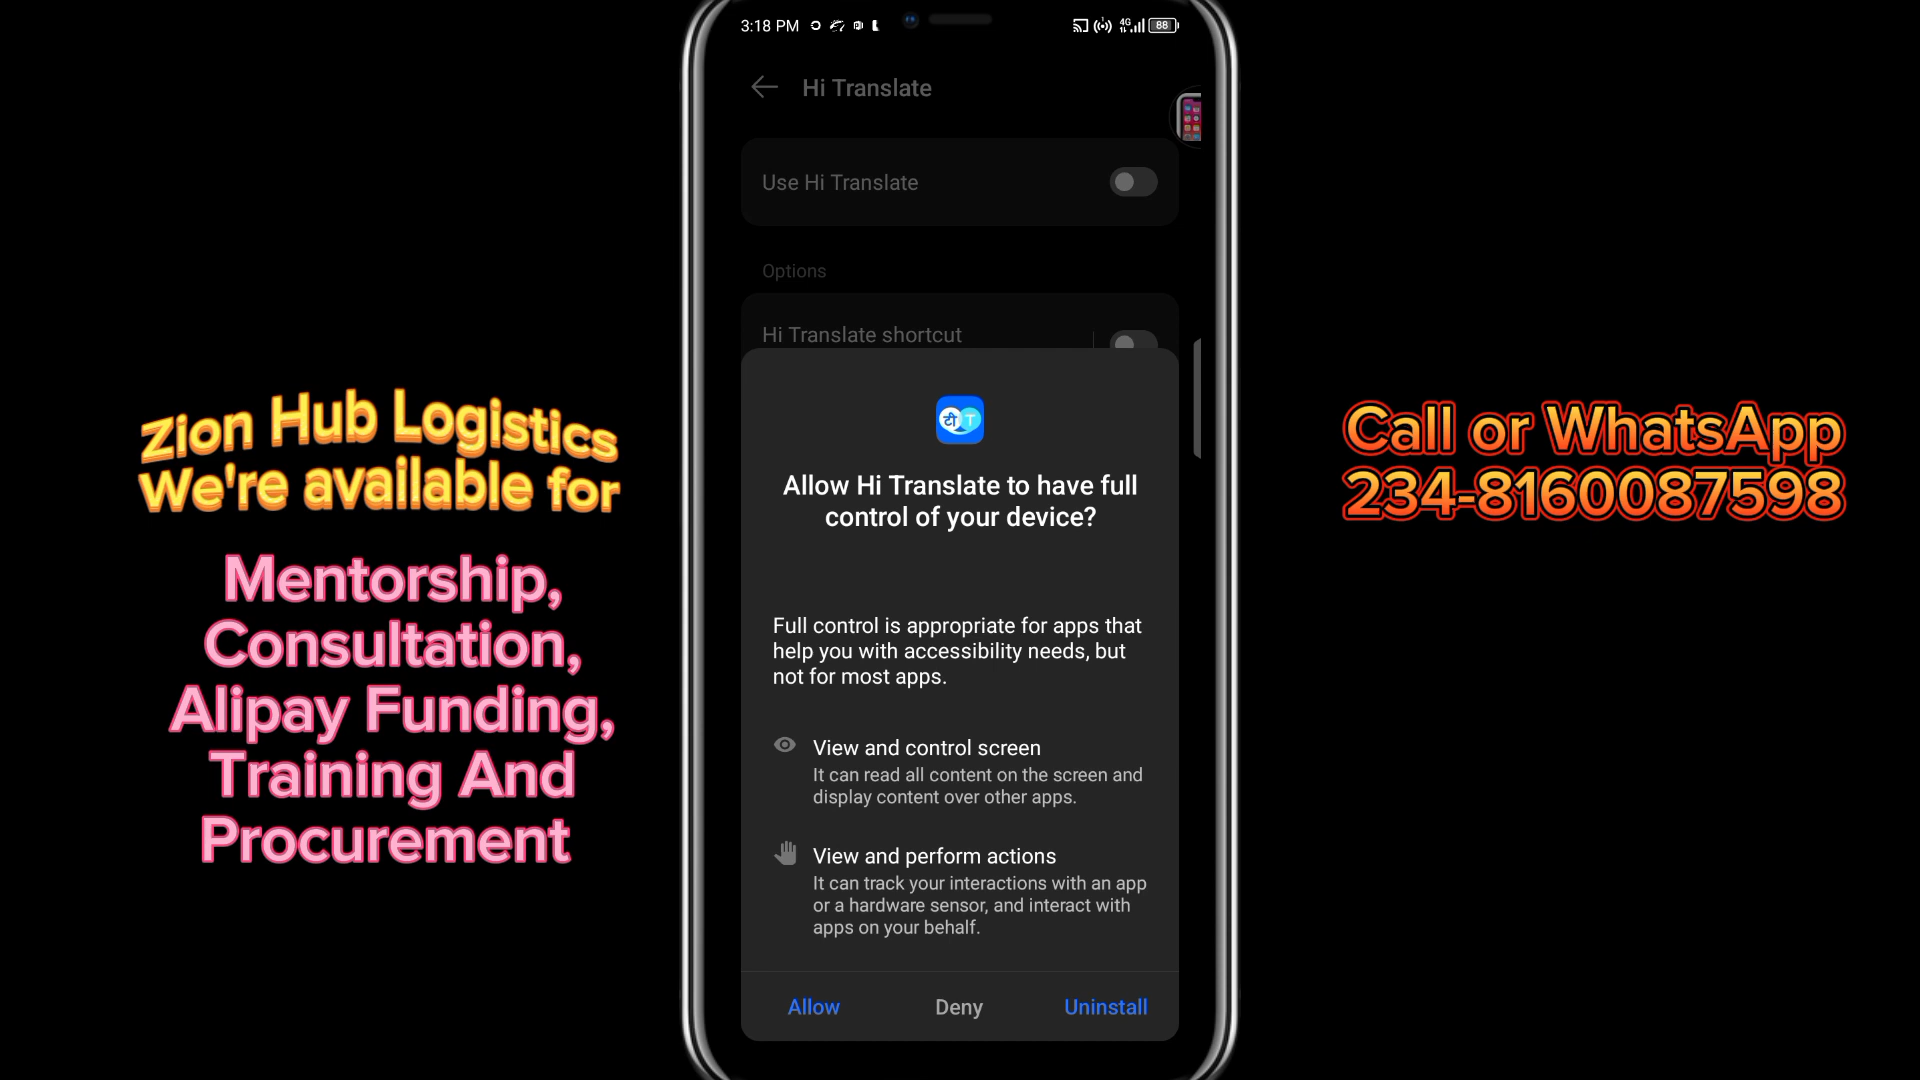 3:18 PM
4G
88
Hi Translate
Use Hi Translate
Options
Hi Translate shortcut
टी T
Allow Hi Translate to have full
control of your device?
Full control is appropriate for apps that
help you with accessibility needs, but
not for most apps.
View and control screen
It can read all content on the screen and
display content over other apps.
View and perform actions
It can track your interactions with an app
or a hardware sensor, and interact with
apps on your behalf.
Allow
Deny
Uninstall
Zion Hub Logistics
We're available for
Mentorship,
Consultation,
Alipay Funding,
Training And
Procurement
Call or WhatsApp
234-8160087598